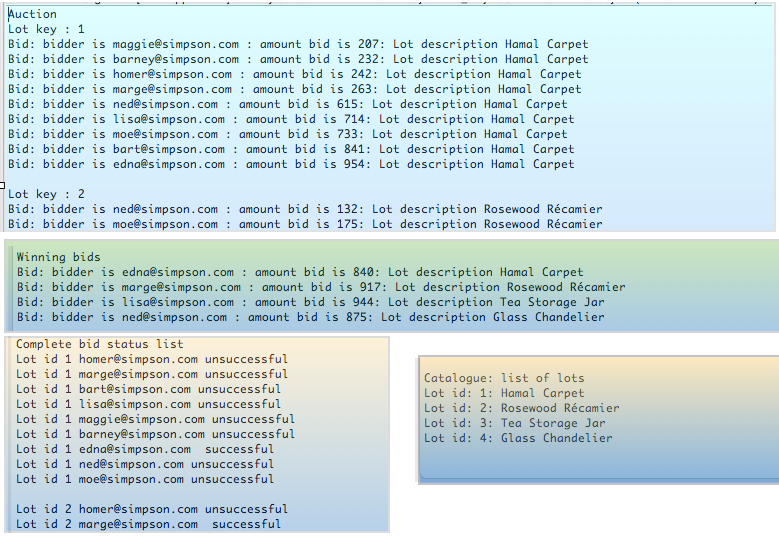 Auction
Lot key : 1
Bid: bidder is maggie@simpson.com : amount bid is 207: Lot description Hamal Carpet
Bid: bidder is barney@simpson.com : amount bid is 232: Lot description Hamal Carpet
Bid: bidder is homer@simpson.com : amount bid is 242: Lot description Hamal Carpet
Bid: bidder is marge@simpson.com : amount bid is 263: Lot description Hamal Carpet
Bid: bidder is ned@simpson.com : amount bid is 615: Lot description Hamal Carpet
Bid: bidder is lisa@simpson.com : amount bid is 714: Lot description Hamal Carpet
Bid: bidder is moe@simpson.com : amount bid is 733: Lot description Hamal Carpet
Bid: bidder is bart@simpson.com : amount bid is 841: Lot description Hamal Carpet
Bid: bidder is edna@simpson.com : amount bid is 954: Lot description Hamal Carpet
Lot key : 2
Bid: bidder is ned@simpson.com : amount bid is 132: Lot description Rosewood Récamier
Bid: bidder is moe@simpson.com : amount bid is 175: Lot description Rosewood Récamier
Winning bids
Bid: bidder is edna@simpson.com : amount bid is 840: Lot description Hamal Carpet
Bid: bidder is marge@simpson.com : amount bid is 917: Lot description Rosewood Récamier
Bid: bidder is lisa@simpson.com : amount bid is 944: Lot description Tea Storage Jar
Bid: bidder is ned@simpson.com : amount bid is 875: Lot description Glass Chandelier
Complete bid status list
Lot id 1 homer@simpson.com unsuccessful
Lot id 1 marge@simpson.com unsuccessful
Lot id 1 bart@simpson.com unsuccessful
Lot id 1 lisa@simpson.com unsuccessful
Lot id 1 maggie@simpson.com unsuccessful
Lot id 1 barney@simpson.com unsuccessful
Lot id 1 edna@simpson.com  successful
Lot id 1 ned@simpson.com unsuccessful
Lot id 1 moe@simpson.com unsuccessful
Lot id 2 homer@simpson.com unsuccessful
Lot id 2 marge@simpson.com  successful
Catalogue: list of lots
Lot id: 1: Hamal Carpet
Lot id: 2: Rosewood Récamier
Lot id: 3: Tea Storage Jar
Lot id: 4: Glass Chandelier